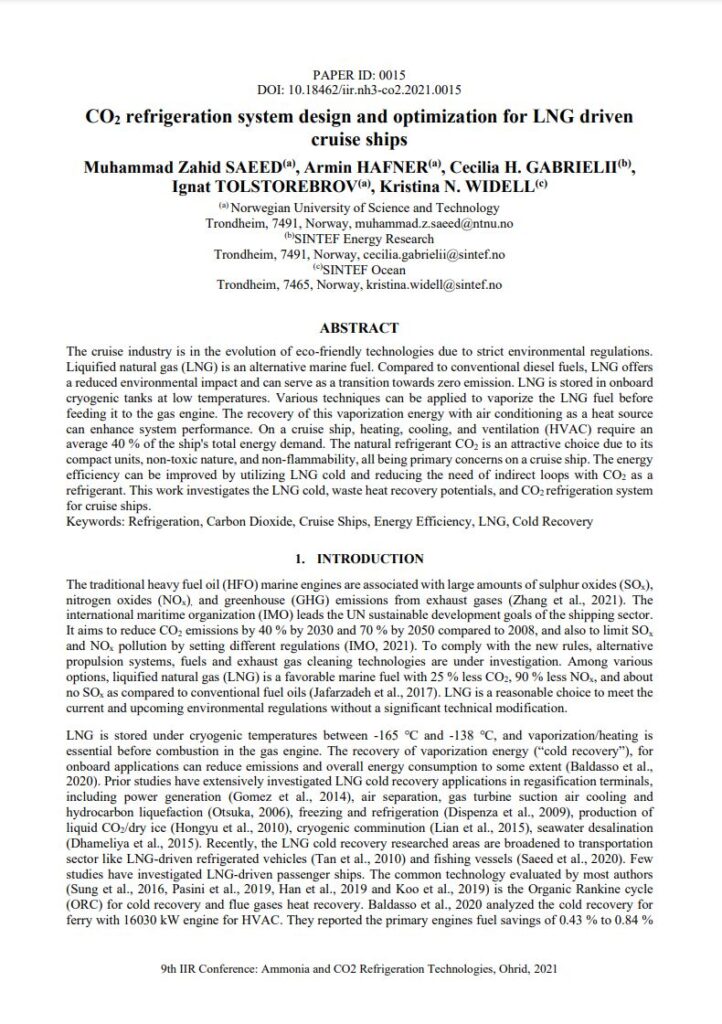 PAPER ID: 0015
DOI: 10.18462/iir.nh3-co2.2021.0015
CO₂ refrigeration system design and optimization for LNG driven
cruise ships
Muhammad Zahid SAEED(a), Armin HAFNER(a), Cecilia H. GABRIELII(b),
Ignat TOLSTOREBROV(a), Kristina N. WIDELL(c)
(a) Norwegian University of Science and Technology
Trondheim, 7491, Norway, muhammad.z.saeed@ntnu.no
(b)SINTEF Energy Research
Trondheim, 7491, Norway, cecilia.gabrielii@sintef.no
(c)SINTEF Ocean
Trondheim, 7465, Norway, kristina.widell@sintef.no
ABSTRACT
The cruise industry is in the evolution of eco-friendly technologies due to strict environmental regulations.
Liquified natural gas (LNG) is an alternative marine fuel. Compared to conventional diesel fuels, LNG offers
a reduced environmental impact and can serve as a transition towards zero emission. LNG is stored in onboard
cryogenic tanks at low temperatures. Various techniques can be applied to vaporize the LNG fuel before
feeding it to the gas engine. The recovery of this vaporization energy with air conditioning as a heat source
can enhance system performance. On a cruise ship, heating, cooling, and ventilation (HVAC) require an
average 40 % of the ship's total energy demand. The natural refrigerant CO₂ is an attractive choice due to its
compact units, non-toxic nature, and non-flammability, all being primary concerns on a cruise ship. The energy
efficiency can be improved by utilizing LNG cold and reducing the need of indirect loops with CO₂ as a
refrigerant. This work investigates the LNG cold, waste heat recovery potentials, and CO₂ refrigeration system
for cruise ships.
Keywords: Refrigeration, Carbon Dioxide, Cruise Ships, Energy Efficiency, LNG, Cold Recovery
1. INTRODUCTION
The traditional heavy fuel oil (HFO) marine engines are associated with large amounts of sulphur oxides (SOₓ),
nitrogen oxides (NOₓ), and greenhouse (GHG) emissions from exhaust gases (Zhang et al., 2021). The
international maritime organization (IMO) leads the UN sustainable development goals of the shipping sector.
It aims to reduce CO₂ emissions by 40 % by 2030 and 70 % by 2050 compared to 2008, and also to limit SOₓ
and NOₓ pollution by setting different regulations (IMO, 2021). To comply with the new rules, alternative
propulsion systems, fuels and exhaust gas cleaning technologies are under investigation. Among various
options, liquified natural gas (LNG) is a favorable marine fuel with 25 % less CO₂, 90 % less NOₓ, and about
no SOₓ as compared to conventional fuel oils (Jafarzadeh et al., 2017). LNG is a reasonable choice to meet the
current and upcoming environmental regulations without a significant technical modification.
LNG is stored under cryogenic temperatures between -165 ℃ and -138 ℃, and vaporization/heating is
essential before combustion in the gas engine. The recovery of vaporization energy (“cold recovery”), for
onboard applications can reduce emissions and overall energy consumption to some extent (Baldasso et al.,
2020). Prior studies have extensively investigated LNG cold recovery applications in regasification terminals,
including power generation (Gomez et al., 2014), air separation, gas turbine suction air cooling and
hydrocarbon liquefaction (Otsuka, 2006), freezing and refrigeration (Dispenza et al., 2009), production of
liquid CO₂/dry ice (Hongyu et al., 2010), cryogenic comminution (Lian et al., 2015), seawater desalination
(Dhameliya et al., 2015). Recently, the LNG cold recovery researched areas are broadened to transportation
sector like LNG-driven refrigerated vehicles (Tan et al., 2010) and fishing vessels (Saeed et al., 2020). Few
studies have investigated LNG-driven passenger ships. The common technology evaluated by most authors
(Sung et al., 2016, Pasini et al., 2019, Han et al., 2019 and Koo et al., 2019) is the Organic Rankine cycle
(ORC) for cold recovery and flue gases heat recovery. Baldasso et al., 2020 analyzed the cold recovery for
ferry with 16030 kW engine for HVAC. They reported the primary engines fuel savings of 0.43 % to 0.84 %
9th IIR Conference: Ammonia and CO2 Refrigeration Technologies, Ohrid, 2021